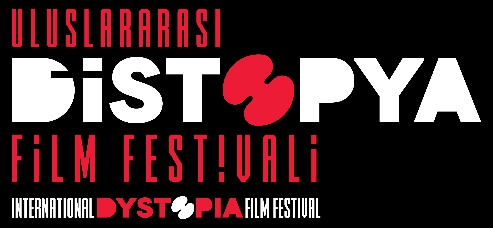 ULUSLARARASI
DiSTOPYA
FiLM FEST!VALi
INTERNATIONAL DYSTOPIA FILM FESTIVAL